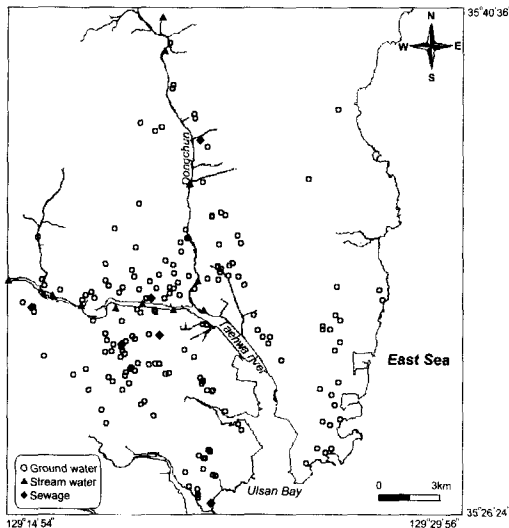 35°40′36
N
W E
S
Dongchun
Taehwa river
East Sea
Ground water
Stream water
Sewage
Ulsan Bay
0 3km
35°26′24
129°14′54 129°29′56